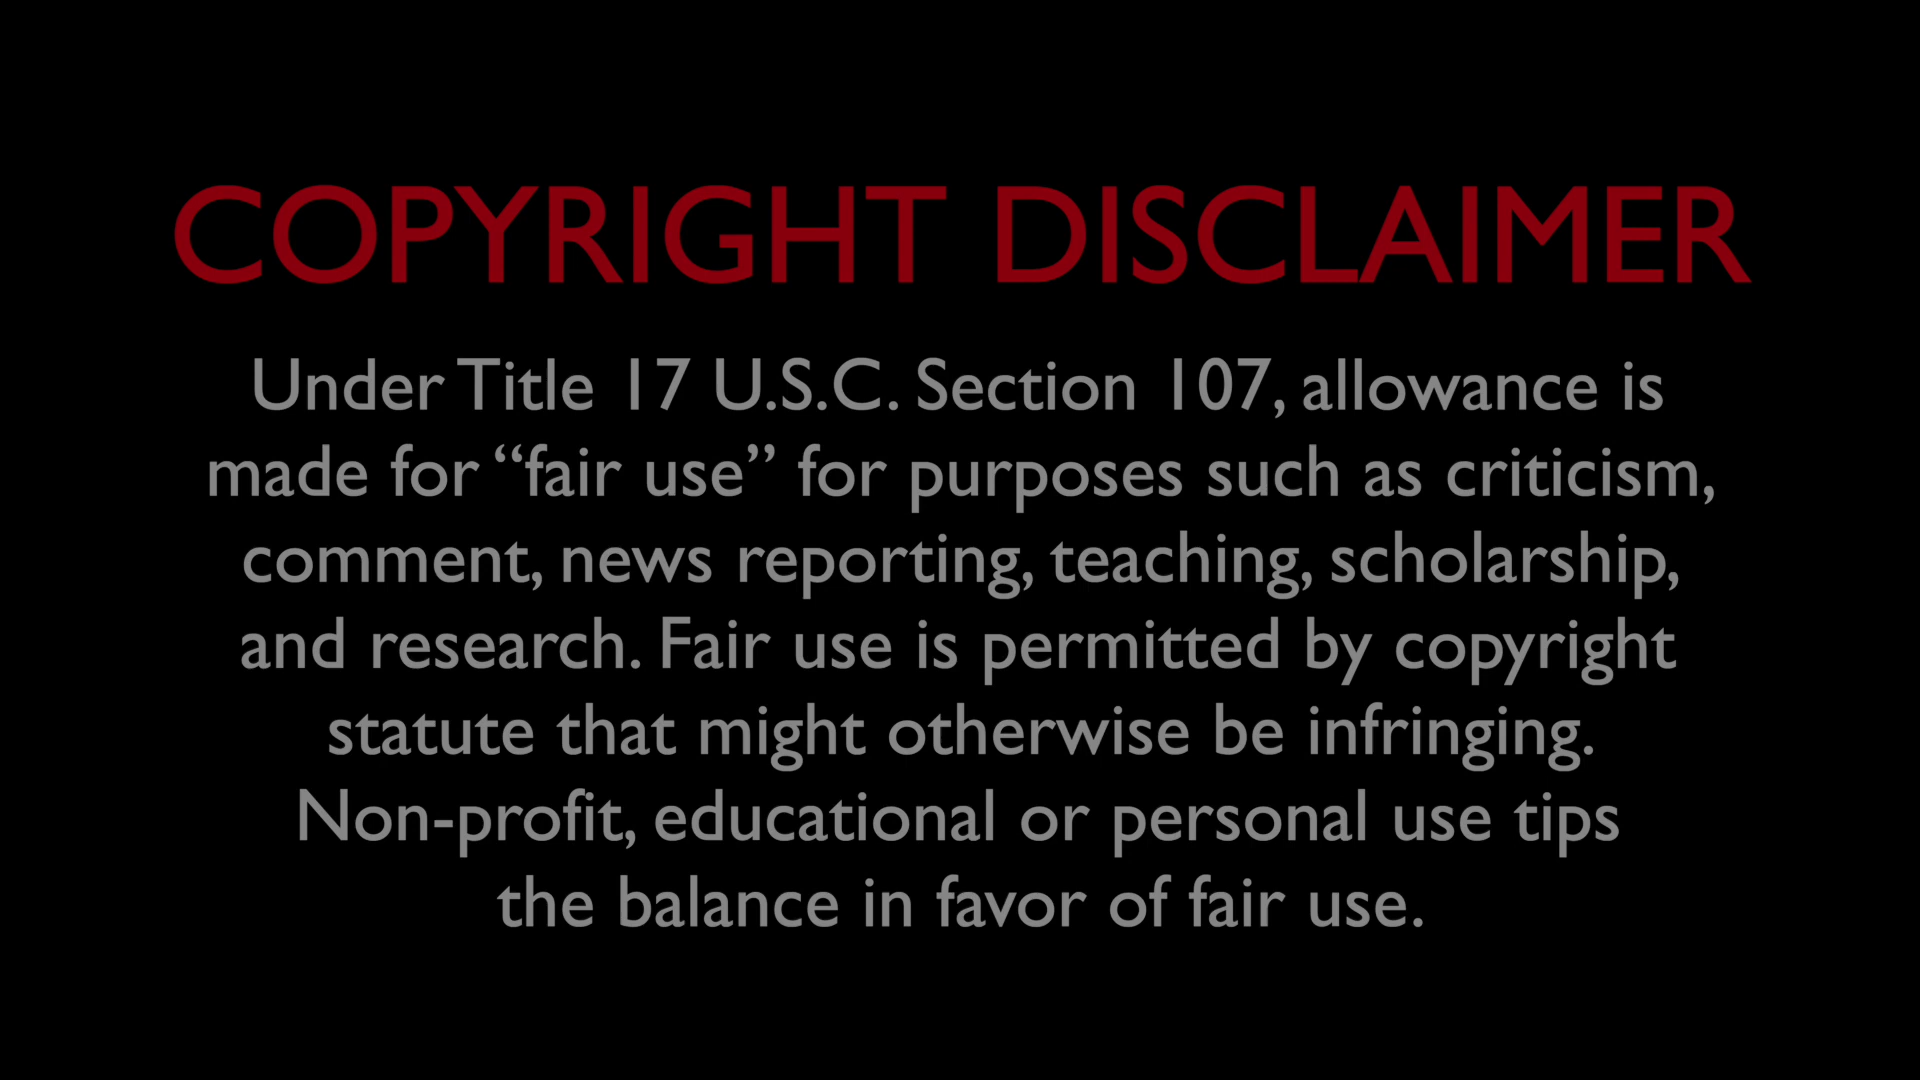 COPYRIGHT DISCLAIMER
Under Title 17 U.S.C. Section 107, allowance is
made for “fair use” for purposes such as criticism,
comment, news reporting, teaching, scholarship,
and research. Fair use is permitted by copyright
statute that might otherwise be infringing.
Non-profit, educational or personal use tips
the balance in favor of fair use.